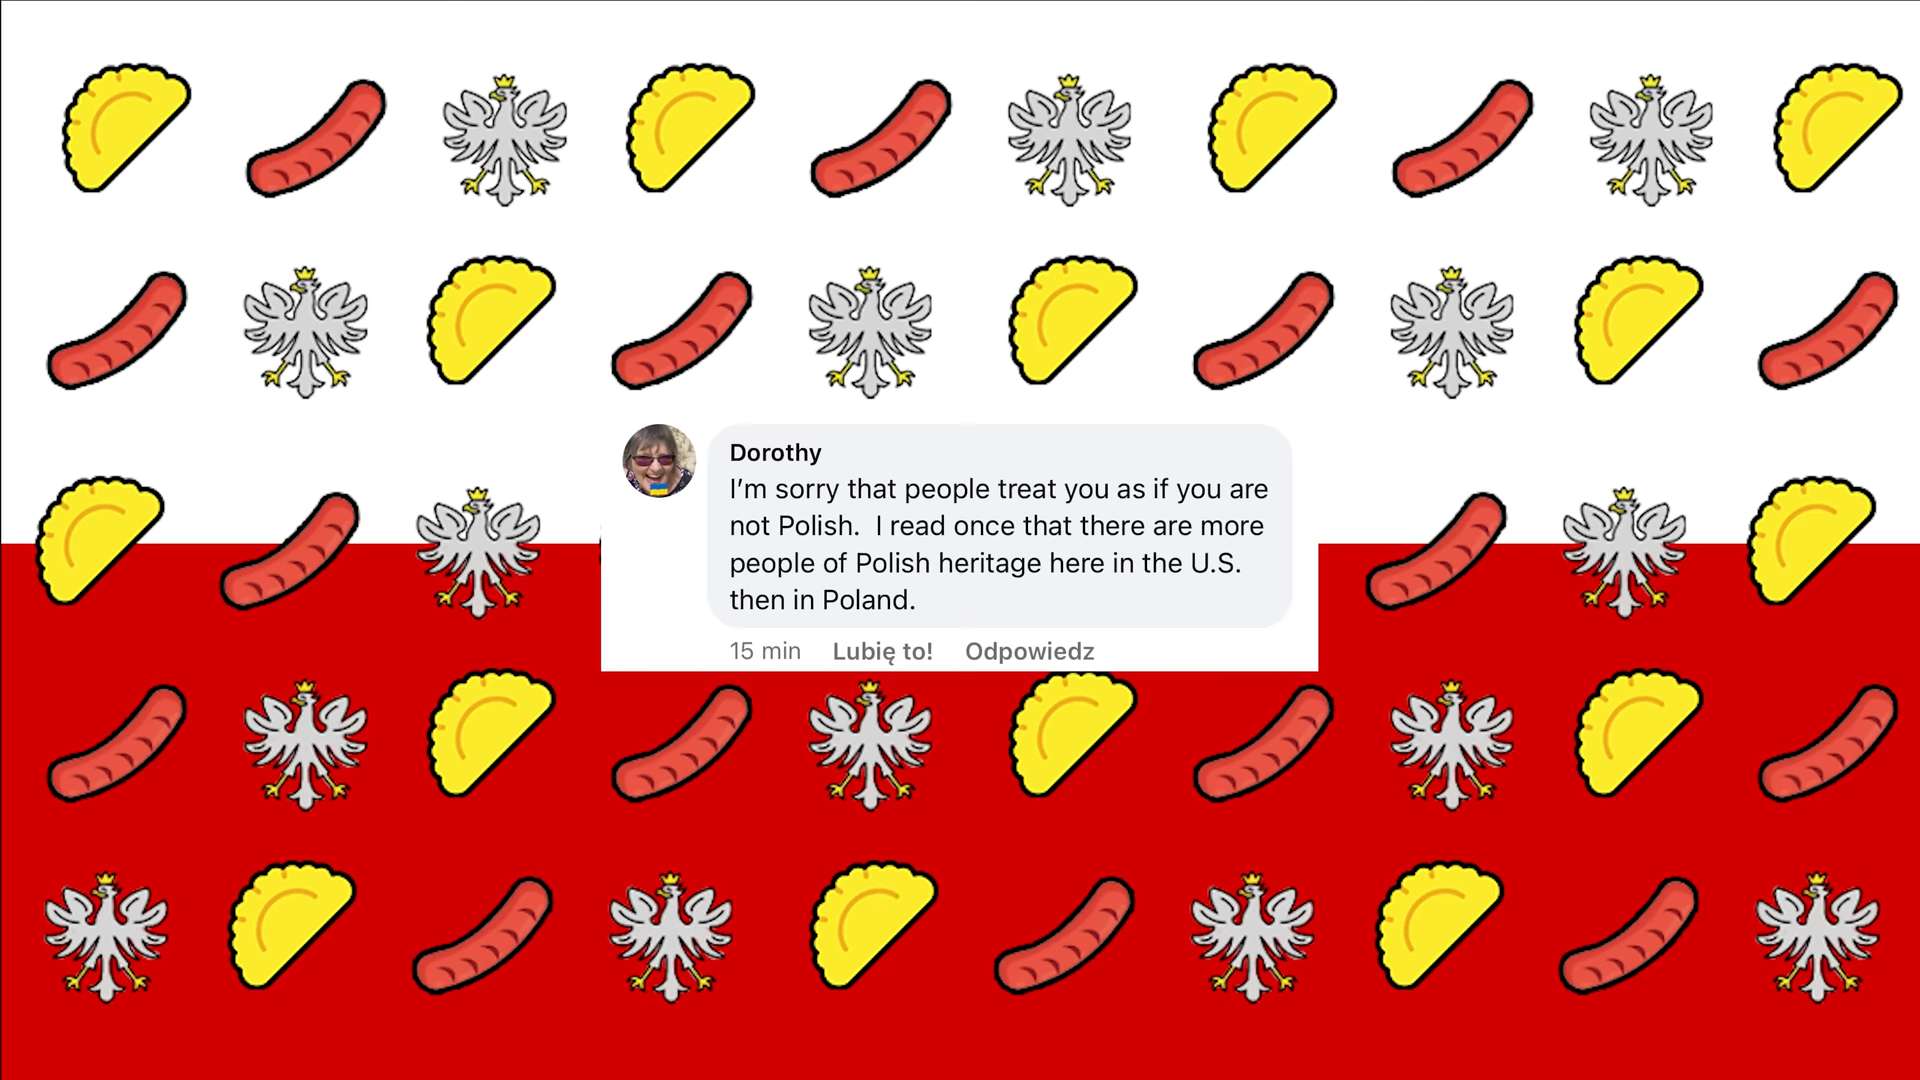 Dorothy
I’m sorry that people treat you as if you are
not Polish.  I read once that there are more
people of Polish heritage here in the U.S.
then in Poland.
15 min Lubię to! Odpowiedz